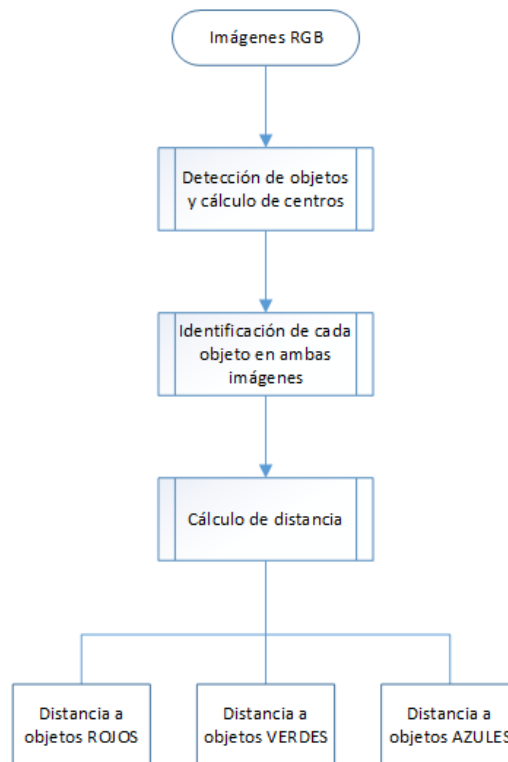 Imágenes RGB
Detección de objetos
y cálculo de centros
Identificación de cada
objeto en ambas
imágenes
Cálculo de distancia
Distancia a
objetos ROJOS
Distancia a
objetos VERDES
Distancia a
objetos AZULES